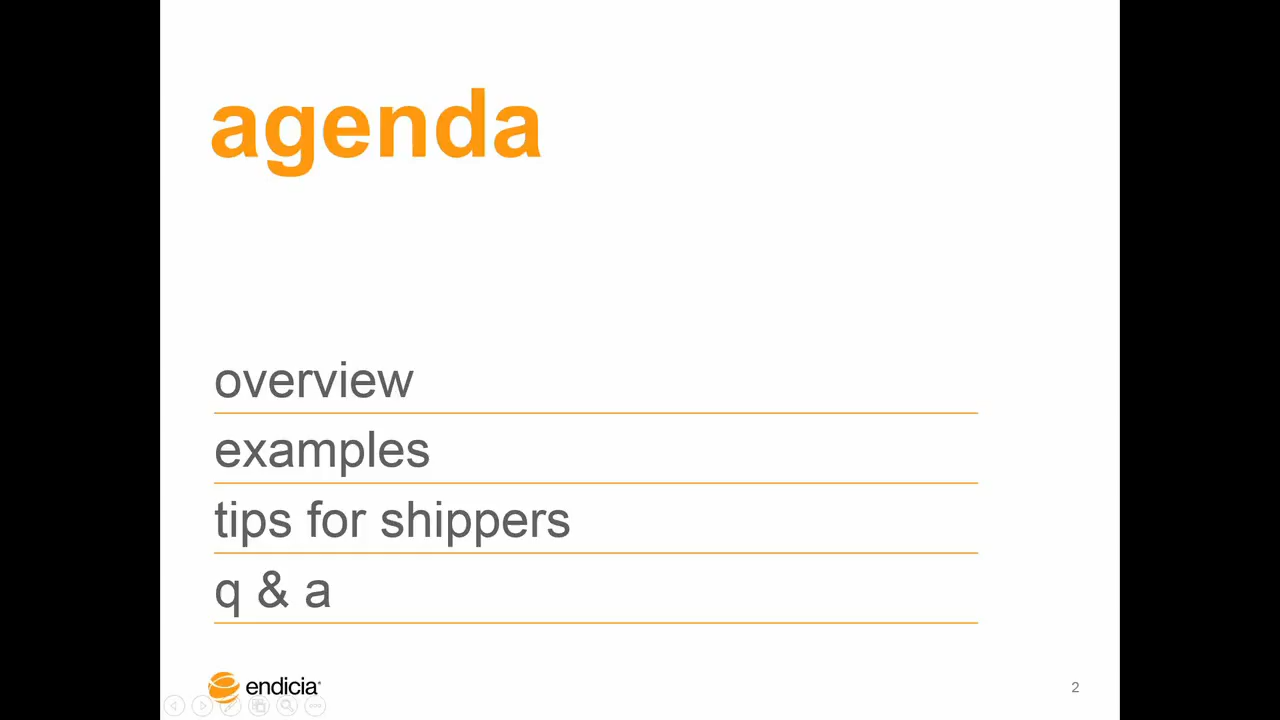 agenda
overview
examples
tips for shippers
q & a
endicia
2